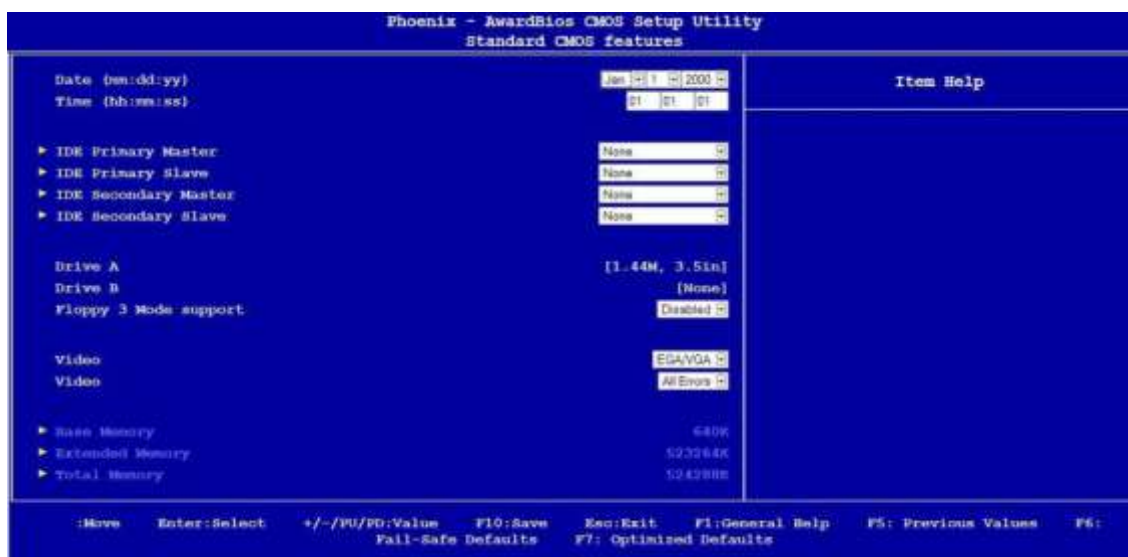 Phoenix - AwardBios CMOS Setup Utility
Standard CMOS features
Date (mm:dd:yy) Jan 1 2000
Time (hh:mm:ss) 01 01 01
Item Help
IDE Primary Master None
IDE Primary Slave None
IDE Secondary Master None
IDE Secondary Slave None
Drive A [1.44M, 3.5in]
Drive B [None]
Floppy 3 Mode support Disabled
Video EGA/VGA
Video All Errors
Base Memory 640K
Extended Memory 523264K
Total Memory 524288K
:Move Enter:Select +/-/PU/PD:Value F10:Save Esc:Exit F1:General Help F5: Previous Values F6:
Fail-Safe Defaults F7: Optimized Defaults